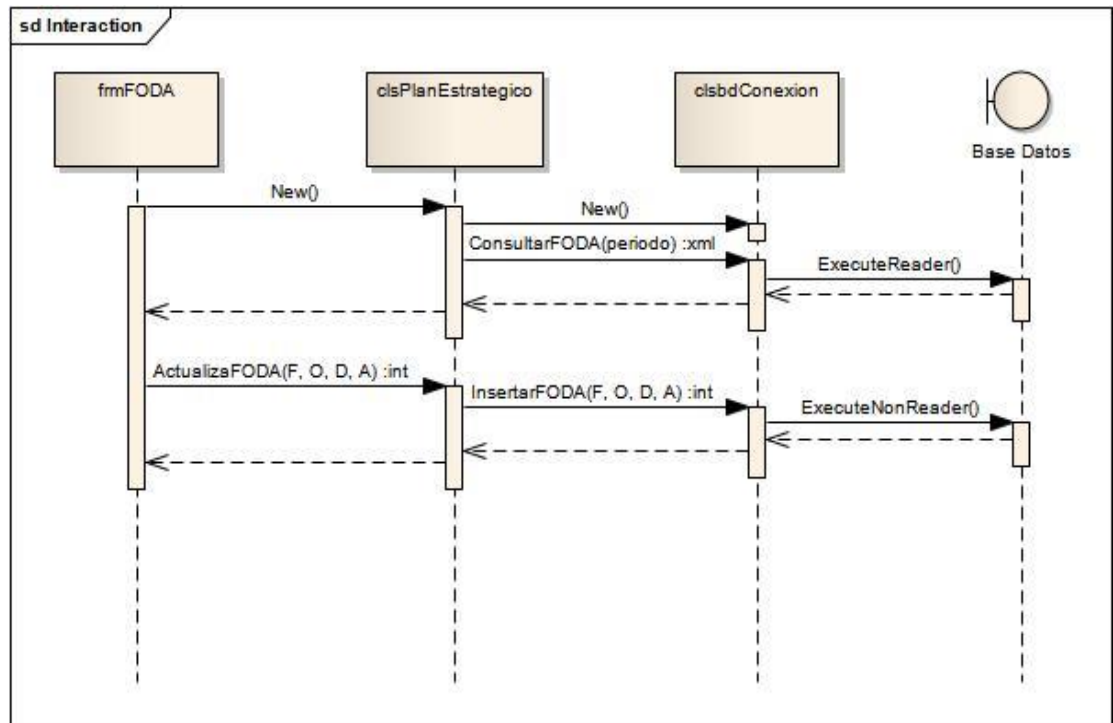 sd Interaction
frmFODA
clsPlanEstrategico
clsbdConexion
Base Datos
New()
New()
ConsultarFODA(periodo) :xml
ExecuteReader()
ActualizaFODA(F, O, D, A) :int
InsertarFODA(F, O, D, A) :int
ExecuteNonReader()